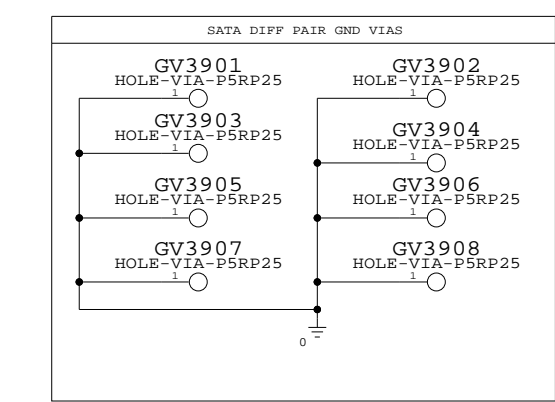 SATA DIFF PAIR GND VIAS
GV3901
HOLE-VIA-P5RP25
1
GV3902
HOLE-VIA-P5RP25
1
GV3903
HOLE-VIA-P5RP25
1
GV3904
HOLE-VIA-P5RP25
1
GV3905
HOLE-VIA-P5RP25
1
GV3906
HOLE-VIA-P5RP25
1
GV3907
HOLE-VIA-P5RP25
1
GV3908
HOLE-VIA-P5RP25
1
0